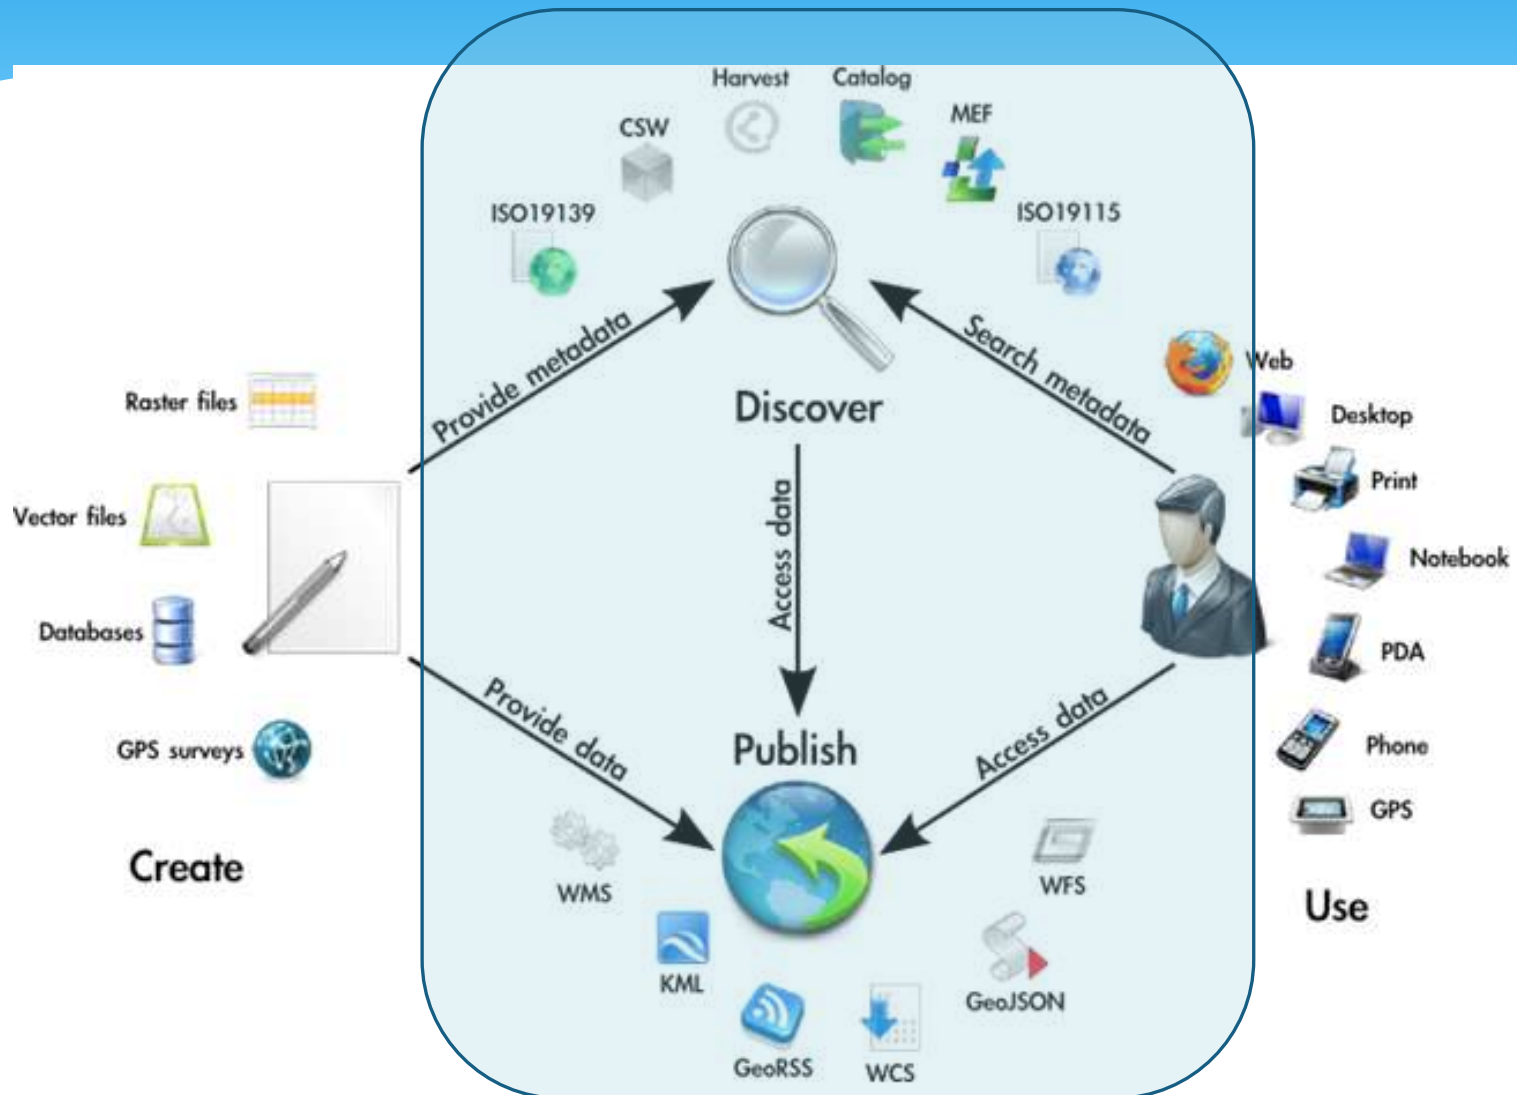 Harvest
Catalog
CSW
MEF
ISO19139
ISO19115
Provide metadata
Search metadata
Web
Raster files
Discover
Desktop
Print
Vector files
Access data
Notebook
Databases
PDA
Provide data
Access data
GPS surveys
Publish
Phone
GPS
Create
WMS
WFS
Use
KML
GeoJSON
GeoRSS
WCS